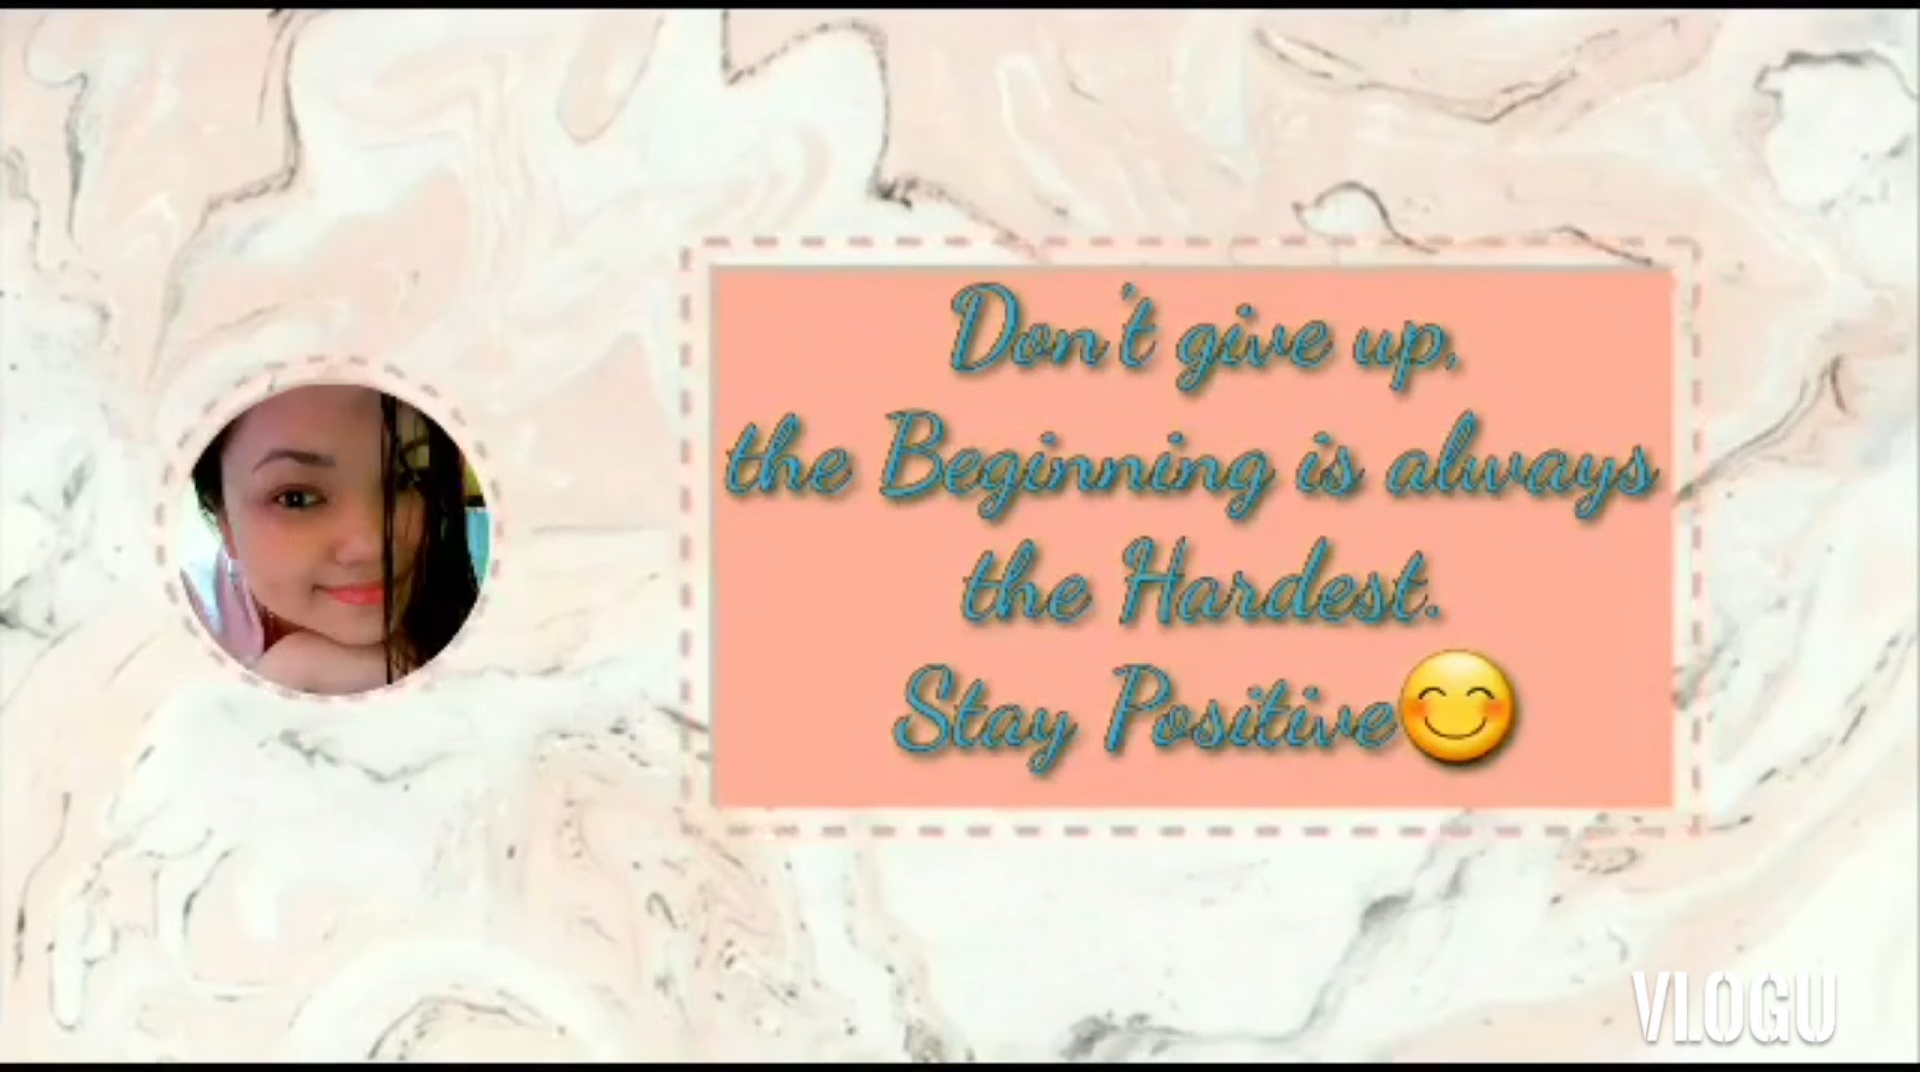 Don't give up,
the Beginning is always
the Hardest.
Stay Positive😊
VLOGU